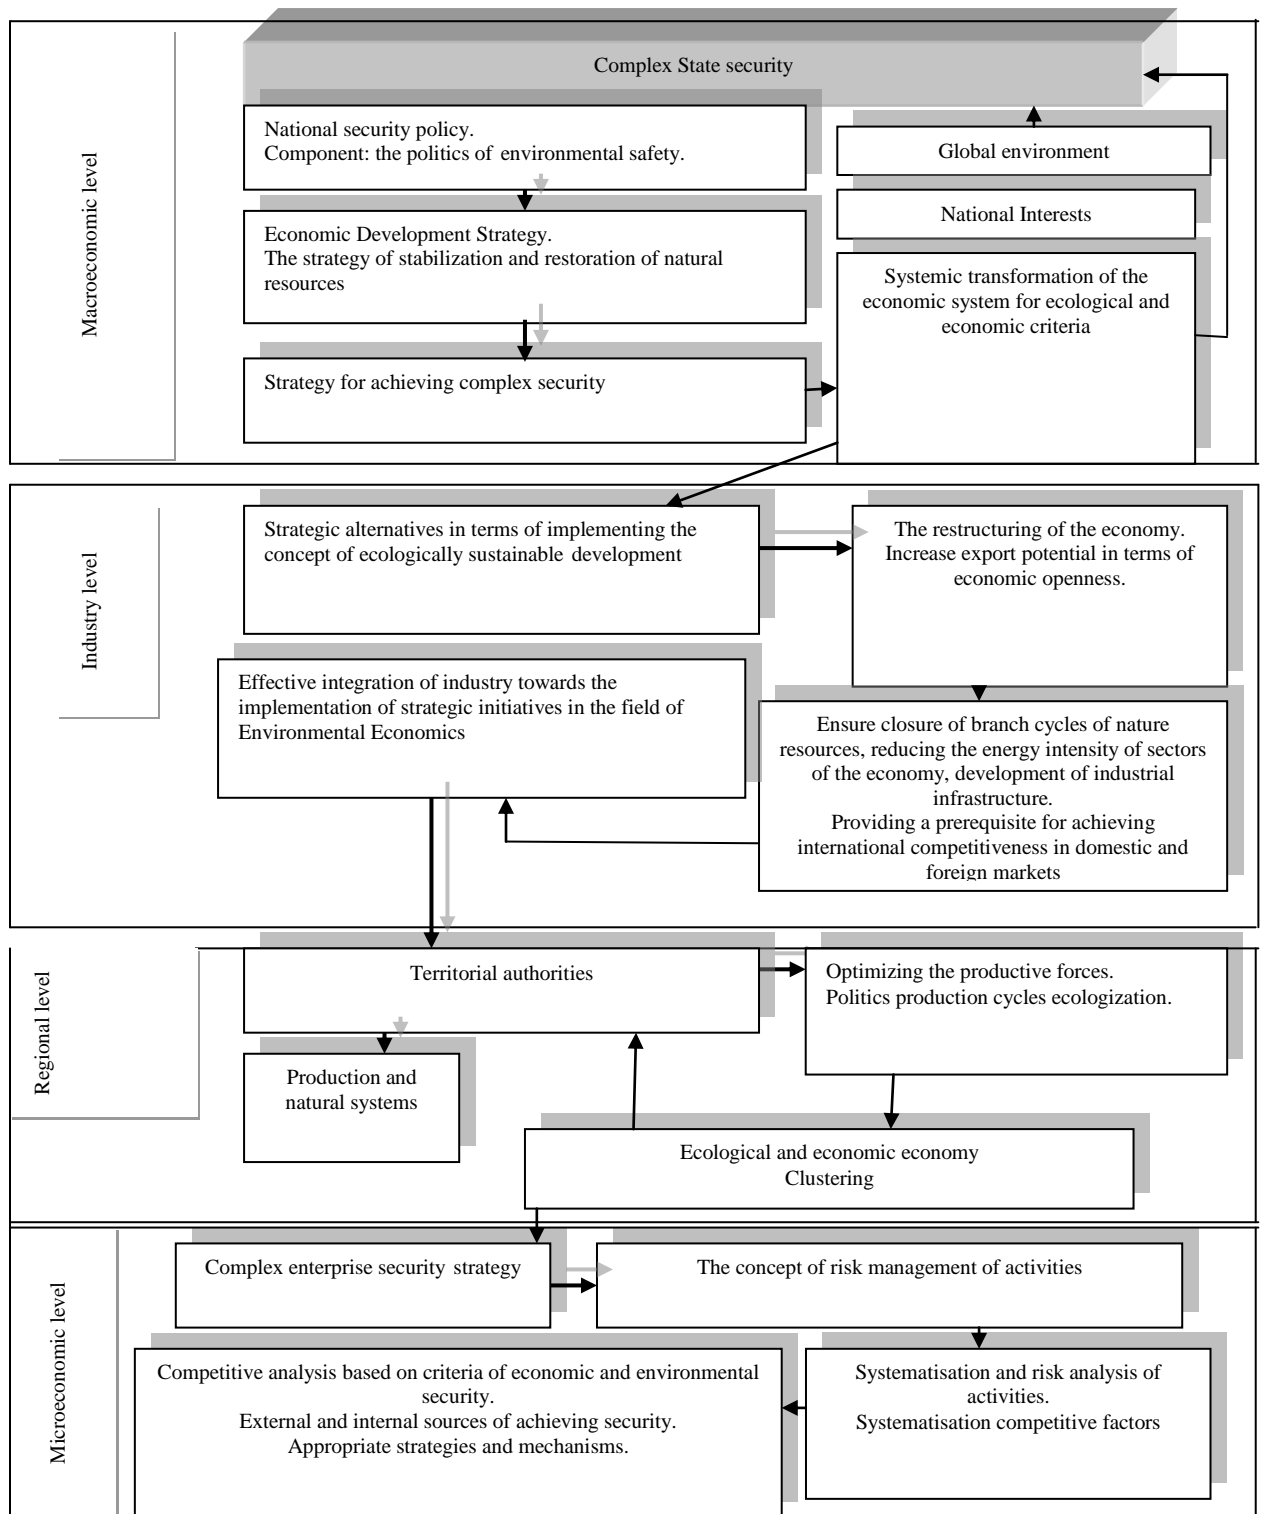 Complex State security
Macroeconomic level
National security policy.
Component: the politics of environmental safety.
Global environment
National Interests
Economic Development Strategy.
The strategy of stabilization and restoration of natural
resources
Systemic transformation of the
economic system for ecological and
economic criteria
Strategy for achieving complex security
Industry level
Strategic alternatives in terms of implementing the
concept of ecologically sustainable development
The restructuring of the economy.
Increase export potential in terms of
economic openness.
Effective integration of industry towards the
implementation of strategic initiatives in the field of
Environmental Economics
Ensure closure of branch cycles of nature
resources, reducing the energy intensity of sectors
of the economy, development of industrial
infrastructure.
Providing a prerequisite for achieving
international competitiveness in domestic and
foreign markets
Regional level
Territorial authorities
Optimizing the productive forces.
Politics production cycles ecologization.
Production and
natural systems
Ecological and economic economy
Clustering
Microeconomic level
Complex enterprise security strategy
The concept of risk management of activities
Competitive analysis based on criteria of economic and environmental
security.
External and internal sources of achieving security.
Appropriate strategies and mechanisms.
Systematisation and risk analysis of
activities.
Systematisation competitive factors